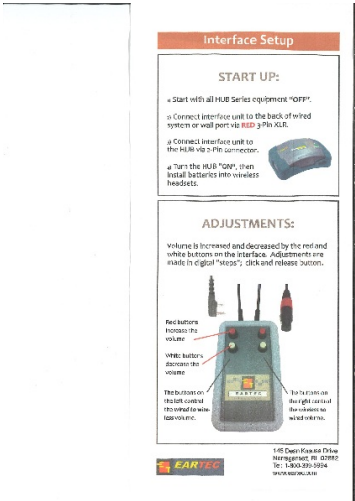 Interface Setup
START UP:
» Start with all HUB Series equipment "OFF".
» Connect interface unit to the back of wired
system or wall port via RED 3-Pin XLR.
» Connect interface unit to
the HUB via 2-Pin connector.
» Turn the HUB "ON", then
install batteries into wireless
headsets.
ADJUSTMENTS:
Volume is increased and decreased by the red and
white buttons on the interface. Adjustments are
made in digital "steps"; click and release button.
Red buttons
increase the
volume
White buttons
decrease the
volume
The buttons on
the left control
the wired to wire-
less volume.
EARTEC
The buttons on
the right control
the wireless to
wired volume.
EARTEC
145 Dean Knauss Drive
Narragansett, RI 02882
Tel: 1-800-399-5994
www.eartec.com